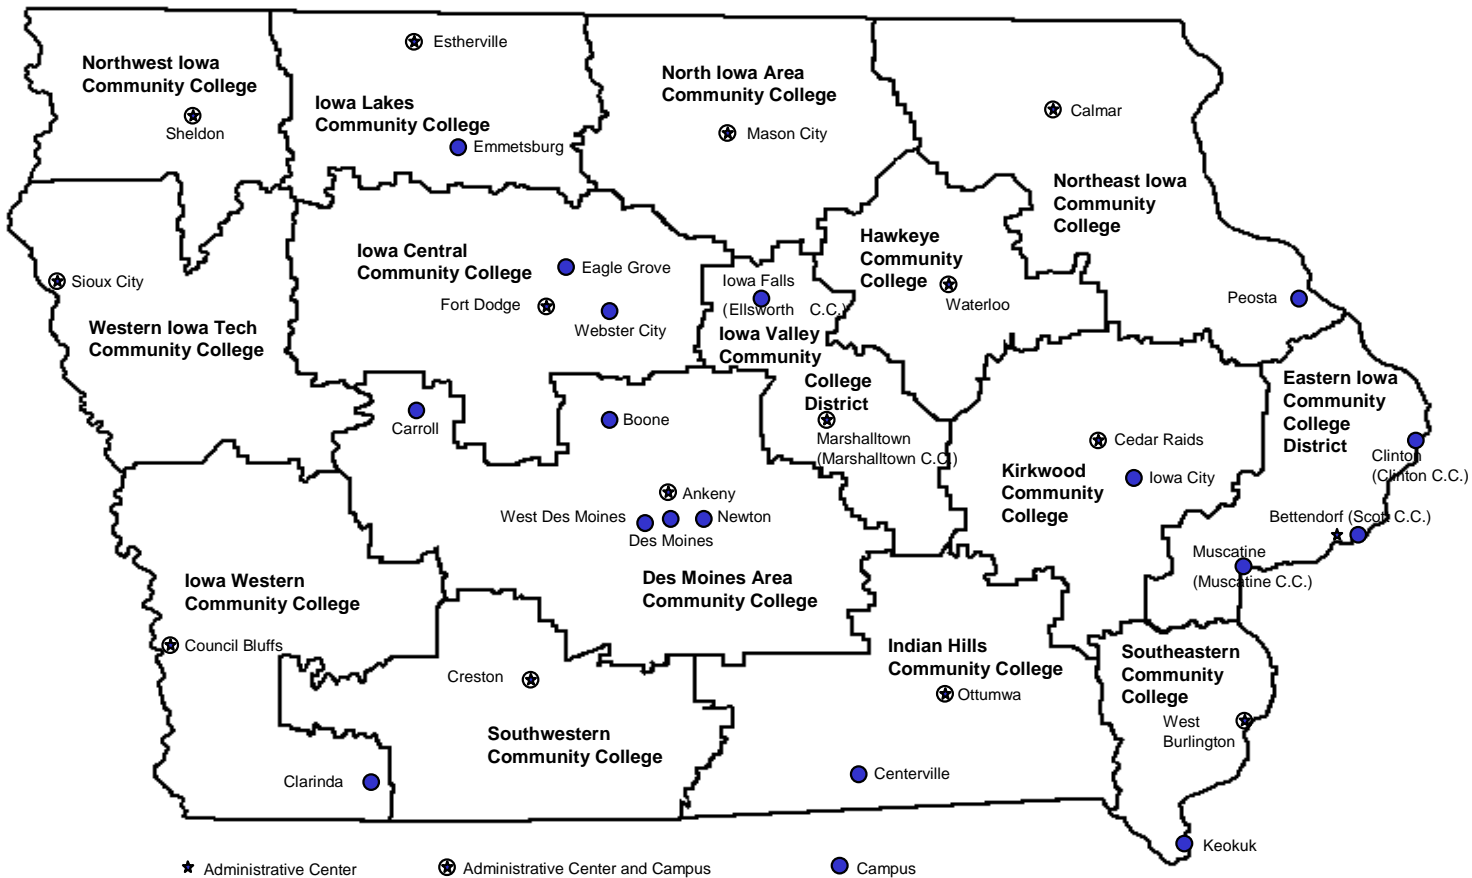 Estherville
Northwest Iowa
Community College
Sheldon
Iowa Lakes
Community College
Emmetsburg
North Iowa Area
Community College
Mason City
Calmar
Northeast Iowa
Community
College
Hawkeye
Community
College
Waterloo
Iowa Central
Community College
Eagle Grove
Fort Dodge
Webster City
Sioux City
Western Iowa Tech
Community College
Iowa Falls
(Ellsworth C.C.)
Iowa Valley
Community
College
District
Marshalltown
(Marshalltown C.C.)
Peosta
Eastern Iowa
Community
College
District
Clinton
(Clinton C.C.)
Bettendorf (Scott C.C.)
Muscatine
(Muscatine C.C.)
Carroll
Boone
Ankeny
West Des Moines
Newton
Des Moines
Des Moines Area
Community College
Cedar Raids
Iowa City
Kirkwood
Community
College
Iowa Western
Community College
Council Bluffs
Clarinda
Creston
Southwestern
Community College
Indian Hills
Community College
Ottumwa
Centerville
Southeastern
Community
College
West
Burlington
Keokuk
Administrative Center
Administrative Center and Campus
Campus